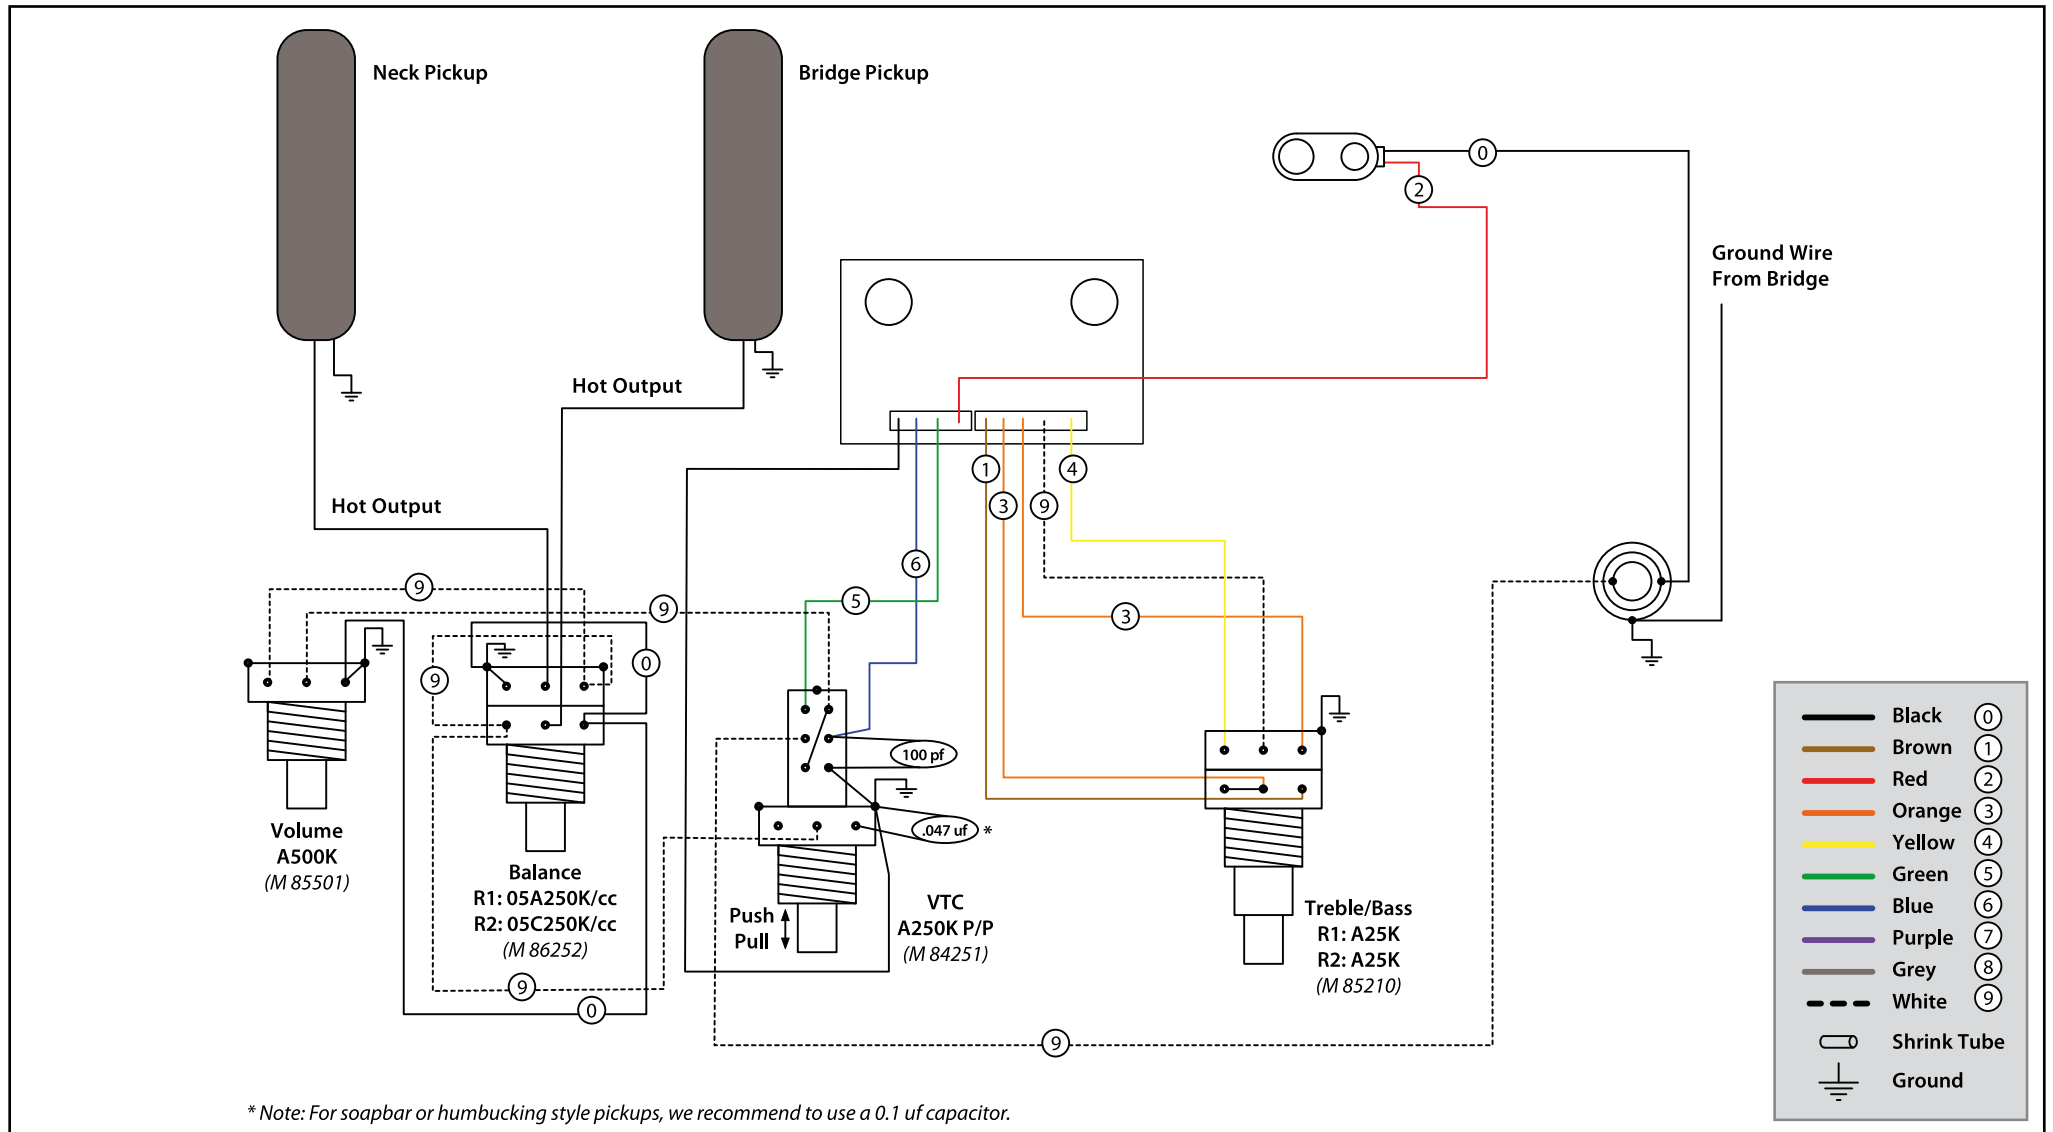 Neck Pickup
Bridge Pickup
0
2
Ground Wire
From Bridge
Hot Output
Hot Output
1
4
3
9
6
9
5
9
3
0
9
100 pf
.047 uf *
Volume
A500K
(M 85501)
Balance
R1: 05A250K/cc
R2: 05C250K/cc
(M 86252)
Push
Pull
VTC
A250K P/P
(M 84251)
Treble/Bass
R1: A25K
R2: A25K
(M 85210)
9
0
9
Black 0
Brown 1
Red 2
Orange 3
Yellow 4
Green 5
Blue 6
Purple 7
Grey 8
White 9
Shrink Tube
Ground
* Note: For soapbar or humbucking style pickups, we recommend to use a 0.1 uf capacitor.